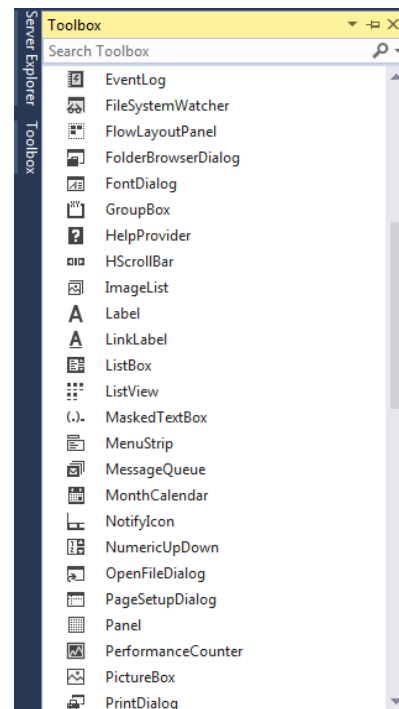 Server Explorer
Toolbox
Toolbox
Search Toolbox
EventLog
FileSystemWatcher
FlowLayoutPanel
FolderBrowserDialog
FontDialog
GroupBox
HelpProvider
HScrollBar
ImageList
Label
LinkLabel
ListBox
ListView
MaskedTextBox
MenuStrip
MessageQueue
MonthCalendar
NotifyIcon
NumericUpDown
OpenFileDialog
PageSetupDialog
Panel
PerformanceCounter
PictureBox
PrintDialog